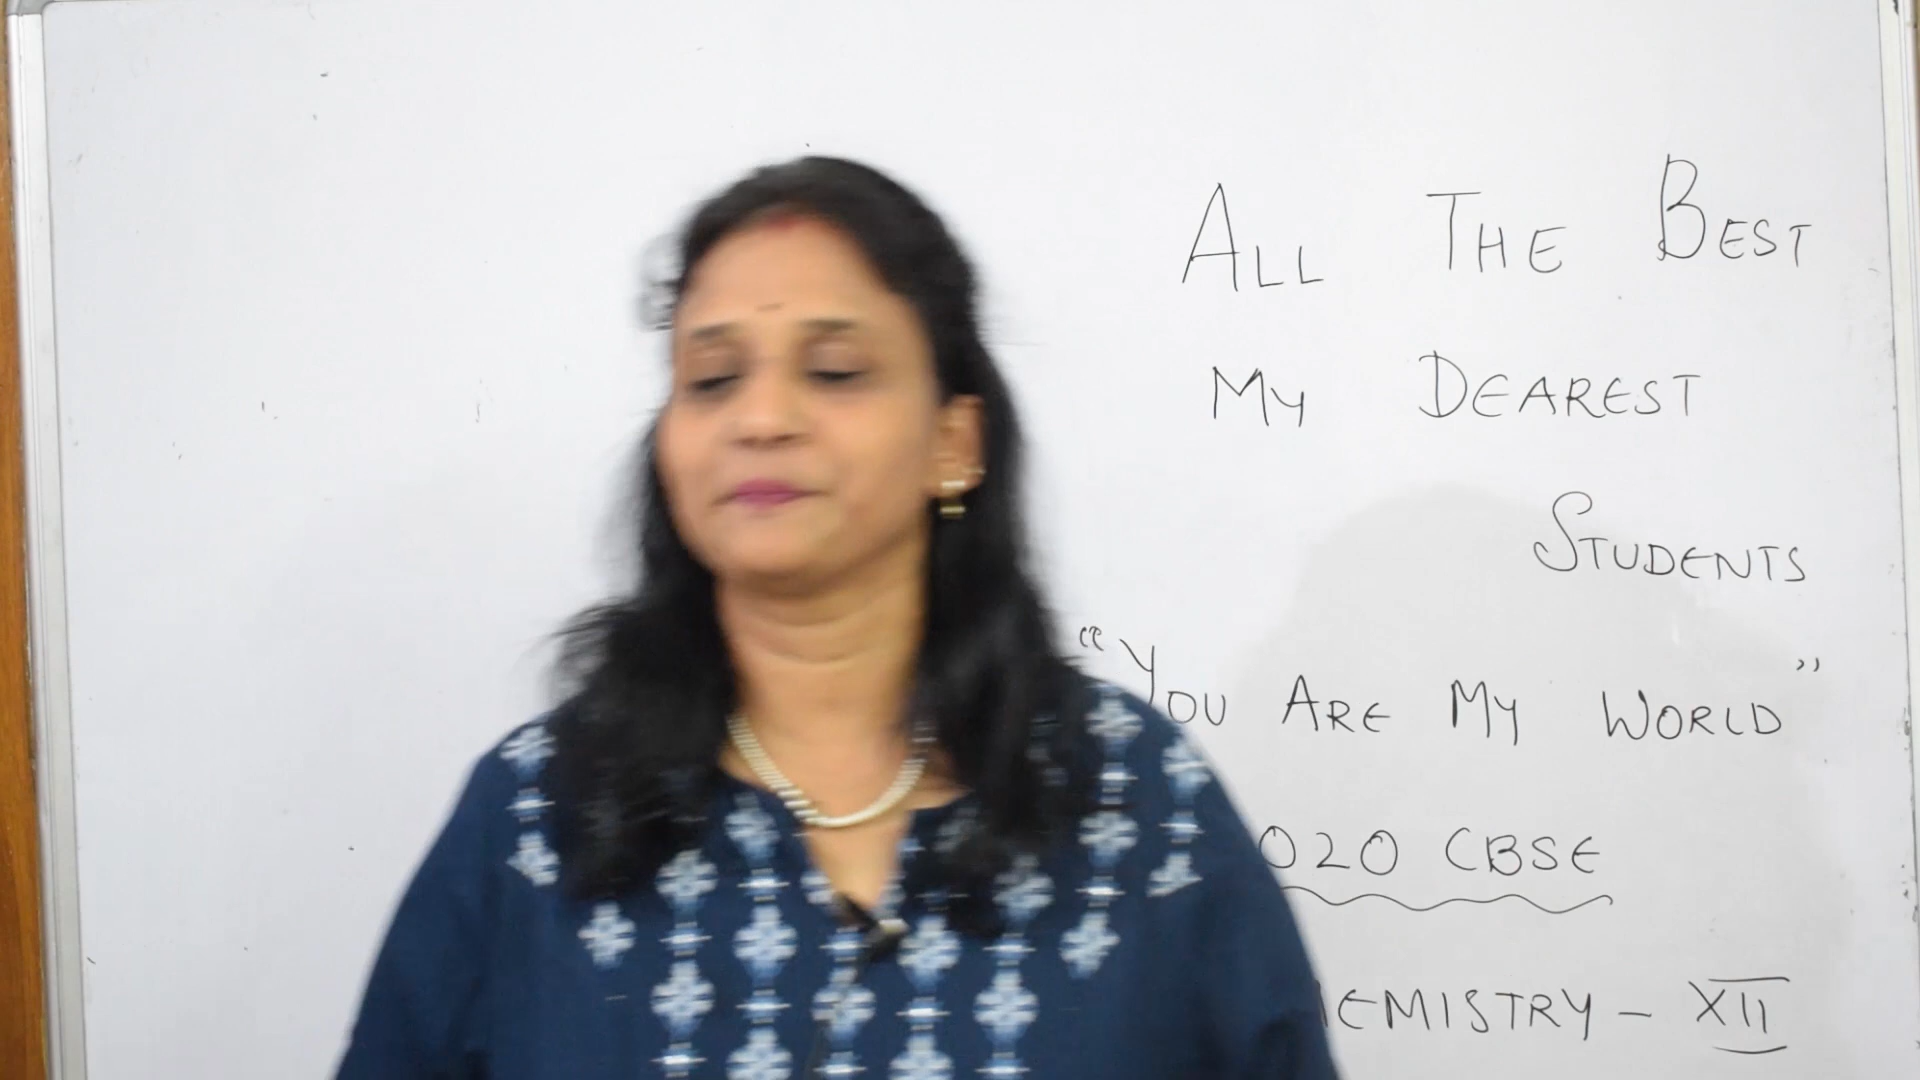 ALL THE BEST
MY DEAREST
STUDENTS
"YOU ARE MY WORLD"
020 CBSE
EMISTRY - XII